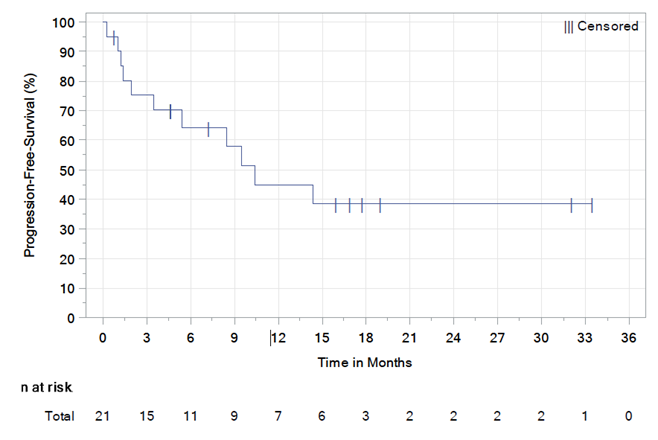 ||| Censored
Progression-Free-Survival (%)
100
90
80
70
60
50
40
30
20
10
0
0 3 6 9 12 15 18 21 24 27 30 33 36
Time in Months
n at risk
Total 21 15 11 9 7 6 3 2 2 2 2 1 0